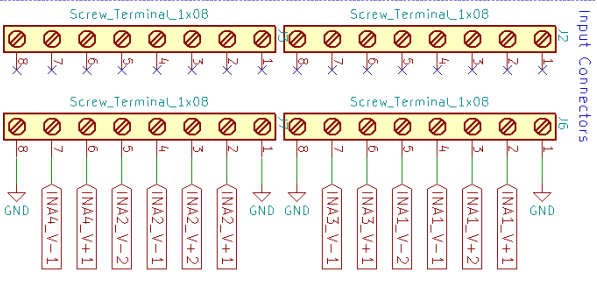 Input Connectors
Screw_Terminal_1x08
Screw_Terminal_1x08
J2
8 7 6 5 4 3 2 1
8 7 6 5 4 3 2 1
Screw_Terminal_1x08
Screw_Terminal_1x08
J6
8 7 6 5 4 3 2 1
8 7 6 5 4 3 2 1
GND
INA4_V-1
INA4_V+1
INA2_V-2
INA2_V-1
INA2_V+2
INA2_V+1
GND
GND
INA3_V-1
INA3_V+1
INA1_V-2
INA1_V-1
INA1_V+2
INA1_V+1
GND